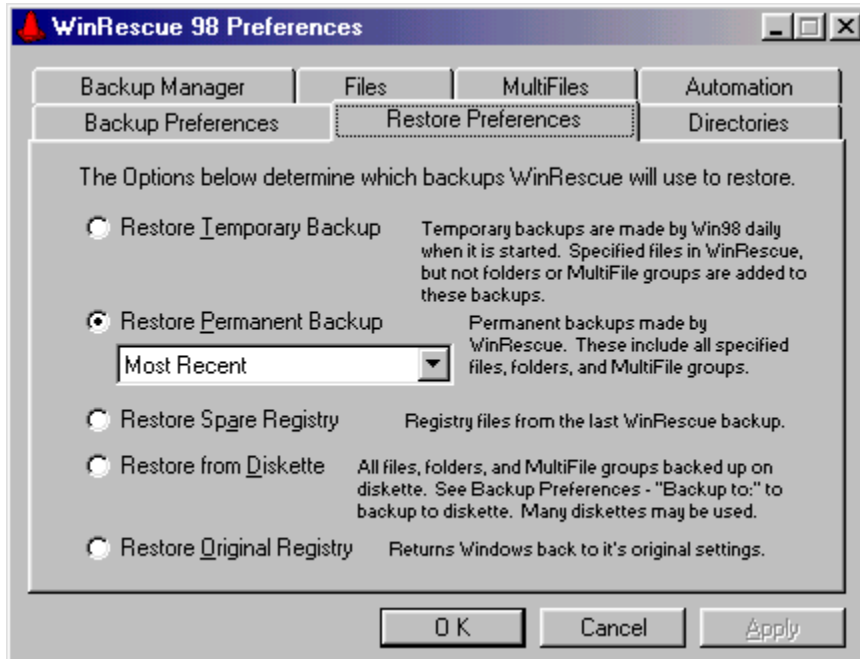 WinRescue 98 Preferences
Backup Manager
Files
MultiFiles
Automation
Backup Preferences
Restore Preferences
Directories
The Options below determine which backups WinRescue will use to restore.
Restore Temporary Backup
Temporary backups are made by Win98 daily
when it is started. Specified files in WinRescue,
but not folders or MultiFile groups are added to
these backups.
Restore Permanent Backup
Most Recent
Permanent backups made by
WinRescue. These include all specified
files, folders, and MultiFile groups.
Restore Spare Registry
Registry files from the last WinRescue backup.
Restore from Diskette
All files, folders, and MultiFile groups backed up on
diskette. See Backup Preferences - "Backup to:" to
backup to diskette. Many diskettes may be used.
Restore Original Registry
Returns Windows back to it's original settings.
O K
Cancel
Apply